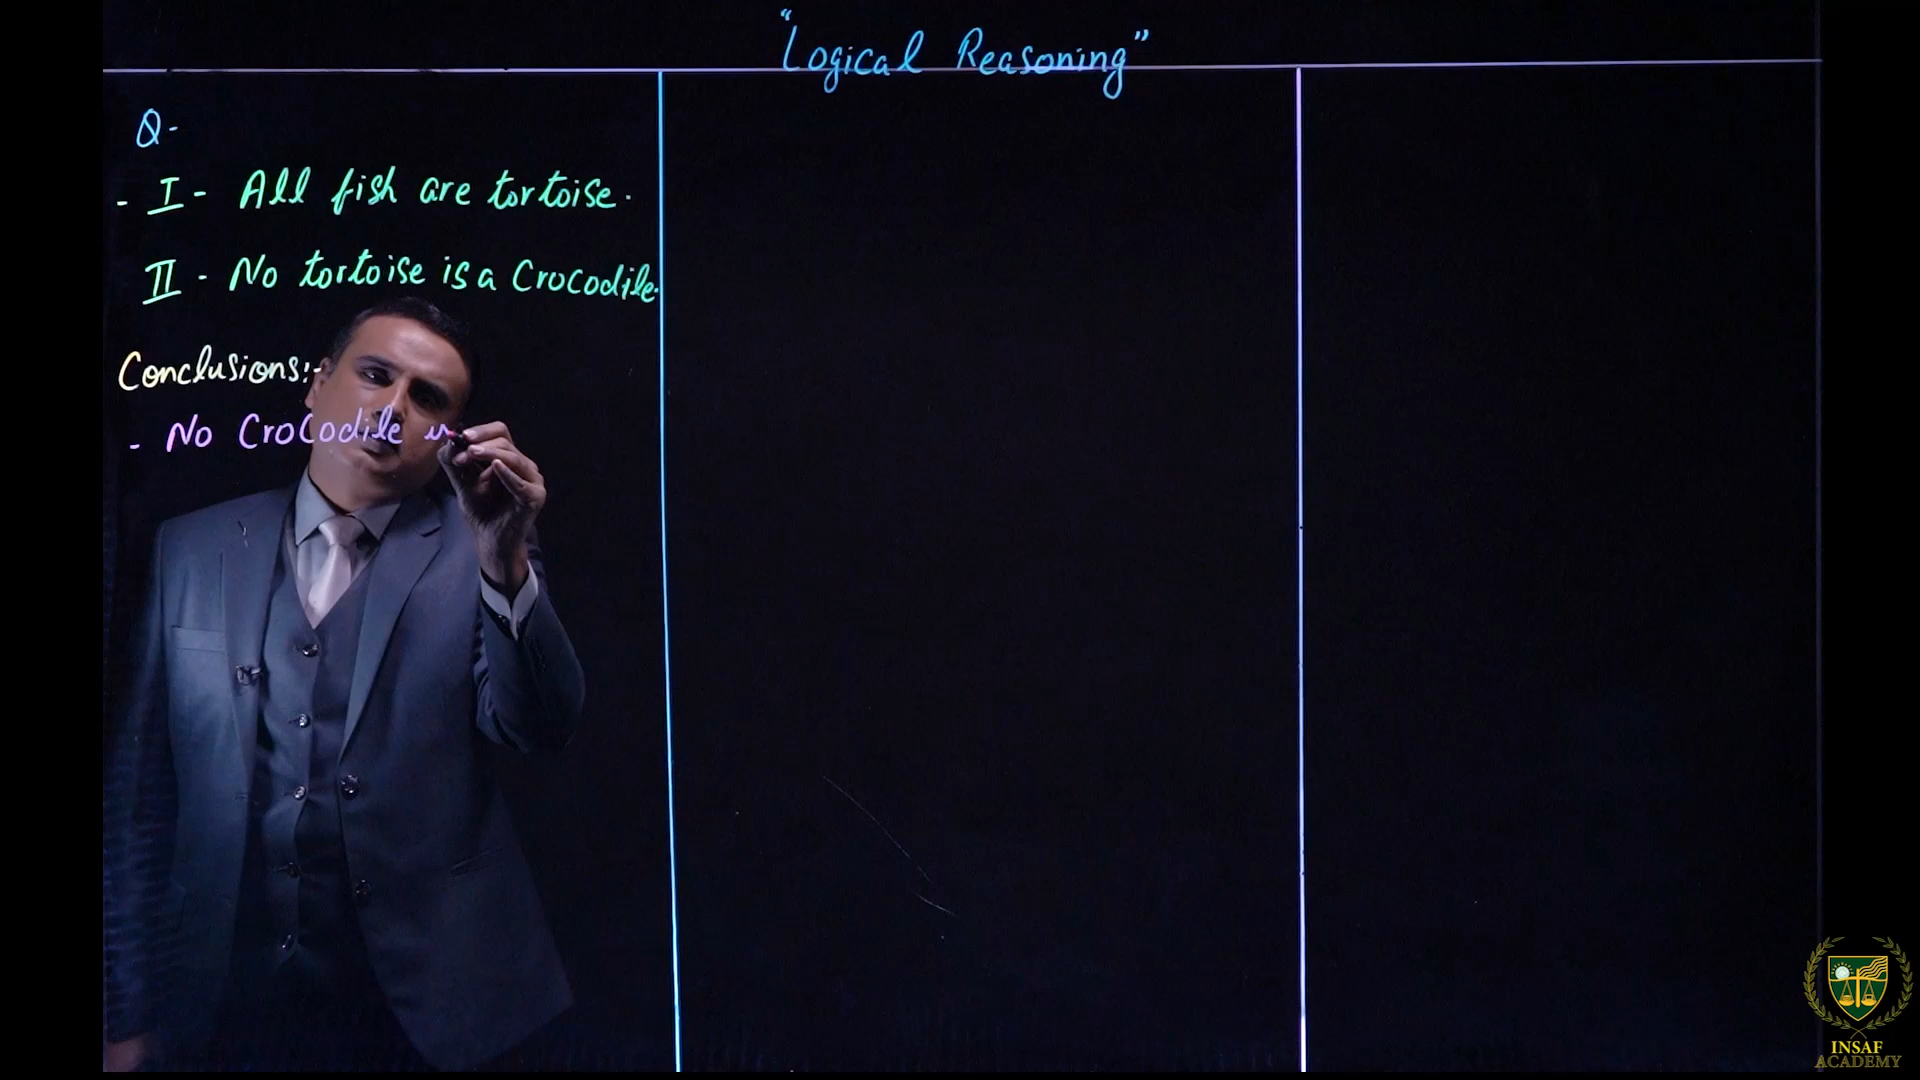 "Logical Reasoning"
Q-
- I - All fish are tortoise.
II - No tortoise is a Crocodile.
Conclusions:-
- No Crocodile
INSAF
ACADEMY